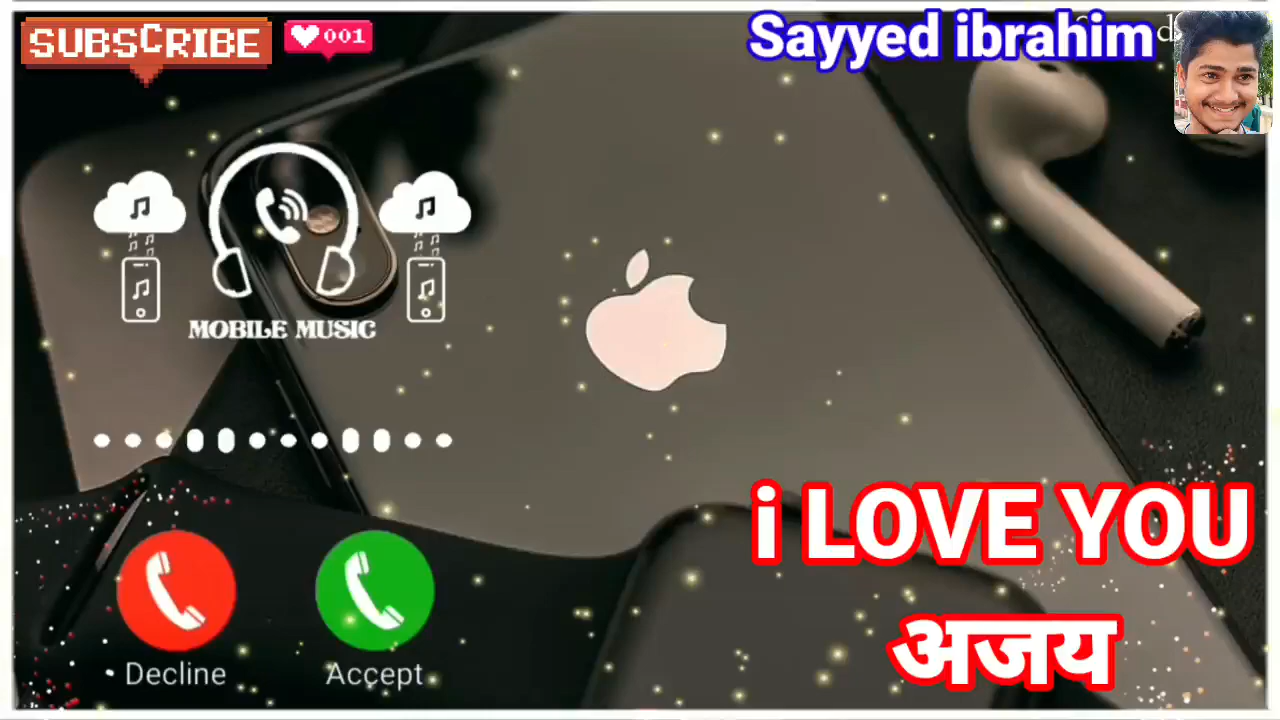 SUBSCRIBE
001
Sayyed ibrahim
MOBILE MUSIC
i LOVE YOU
अजय
Decline
Accept